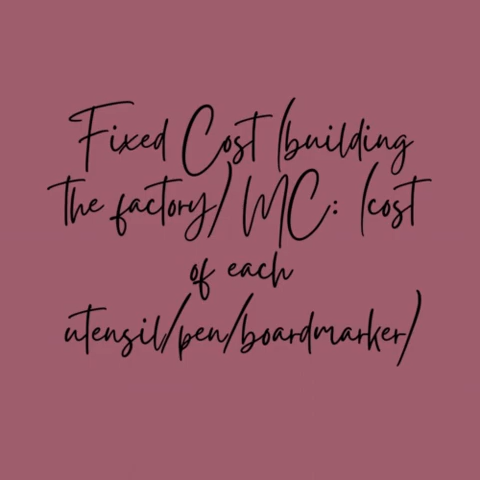 Fixed Cost (building
the factory) MC: (cost
of each
utensil/pen/boardmarker)